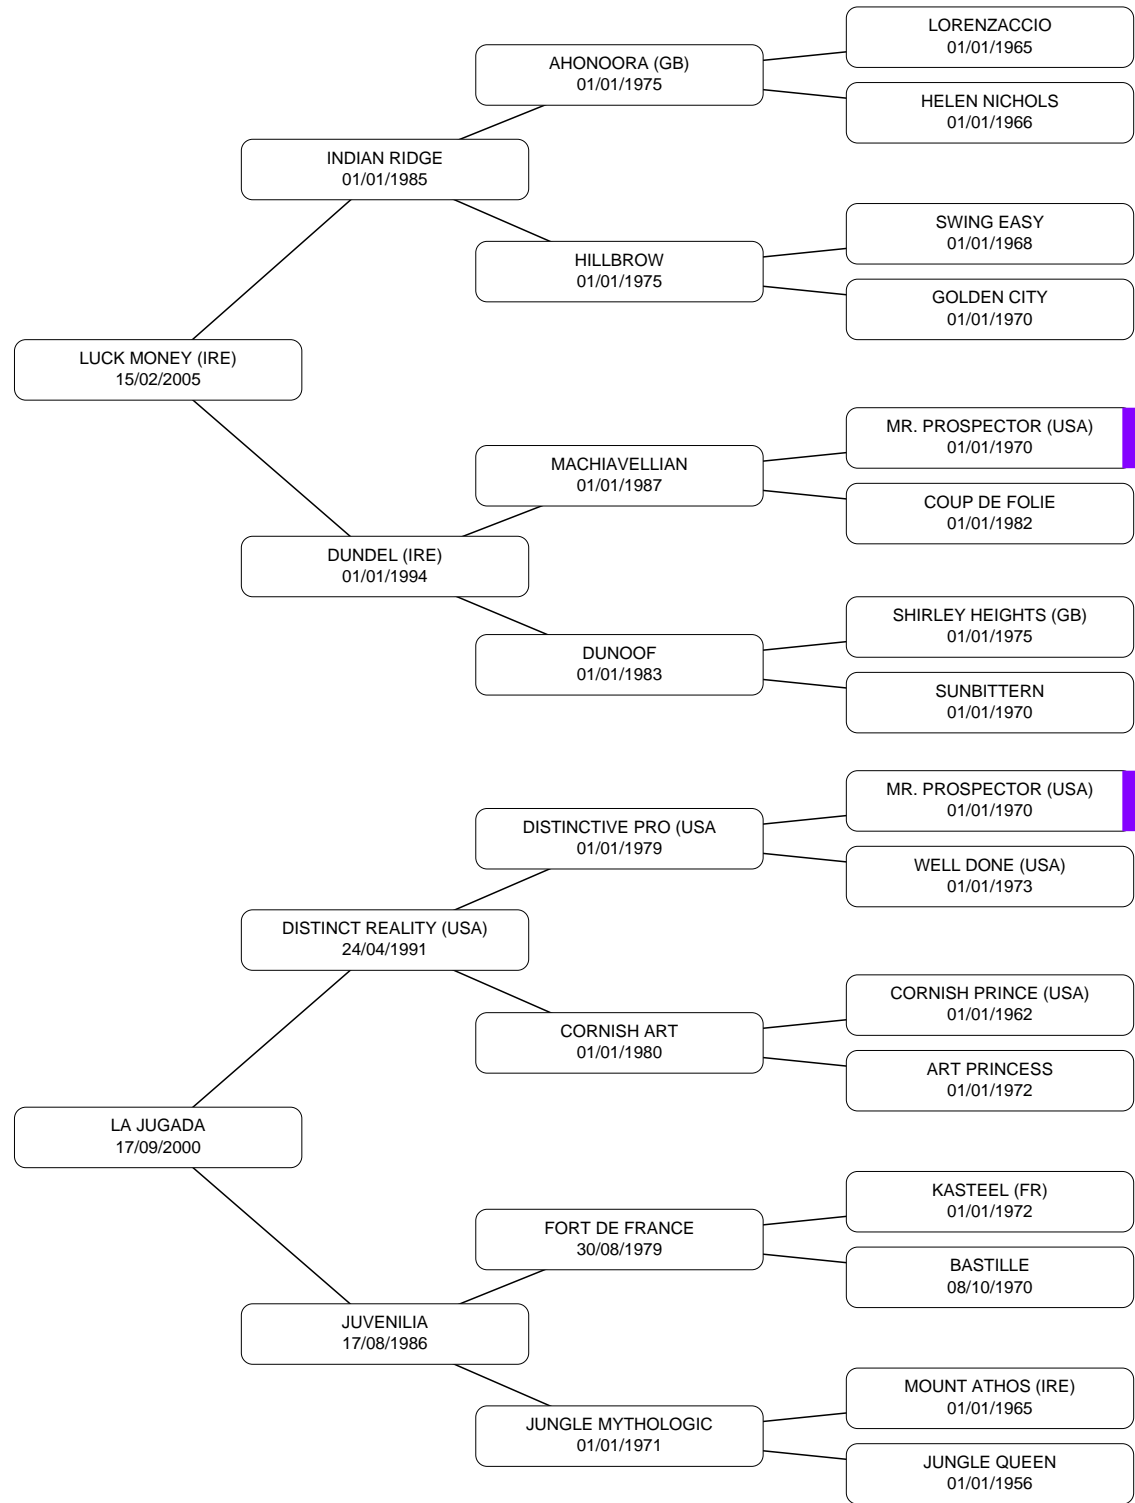 LORENZACCIO
01/01/1965
AHONOORA (GB)
01/01/1975
HELEN NICHOLS
01/01/1966
INDIAN RIDGE
01/01/1985
SWING EASY
01/01/1968
HILLBROW
01/01/1975
GOLDEN CITY
01/01/1970
LUCK MONEY (IRE)
15/02/2005
MR. PROSPECTOR (USA)
01/01/1970
MACHIAVELLIAN
01/01/1987
COUP DE FOLIE
01/01/1982
DUNDEL (IRE)
01/01/1994
SHIRLEY HEIGHTS (GB)
01/01/1975
DUNOOF
01/01/1983
SUNBITTERN
01/01/1970
MR. PROSPECTOR (USA)
01/01/1970
DISTINCTIVE PRO (USA
01/01/1979
WELL DONE (USA)
01/01/1973
DISTINCT REALITY (USA)
24/04/1991
CORNISH PRINCE (USA)
01/01/1962
CORNISH ART
01/01/1980
ART PRINCESS
01/01/1972
LA JUGADA
17/09/2000
KASTEEL (FR)
01/01/1972
FORT DE FRANCE
30/08/1979
BASTILLE
08/10/1970
JUVENILIA
17/08/1986
MOUNT ATHOS (IRE)
01/01/1965
JUNGLE MYTHOLOGIC
01/01/1971
JUNGLE QUEEN
01/01/1956